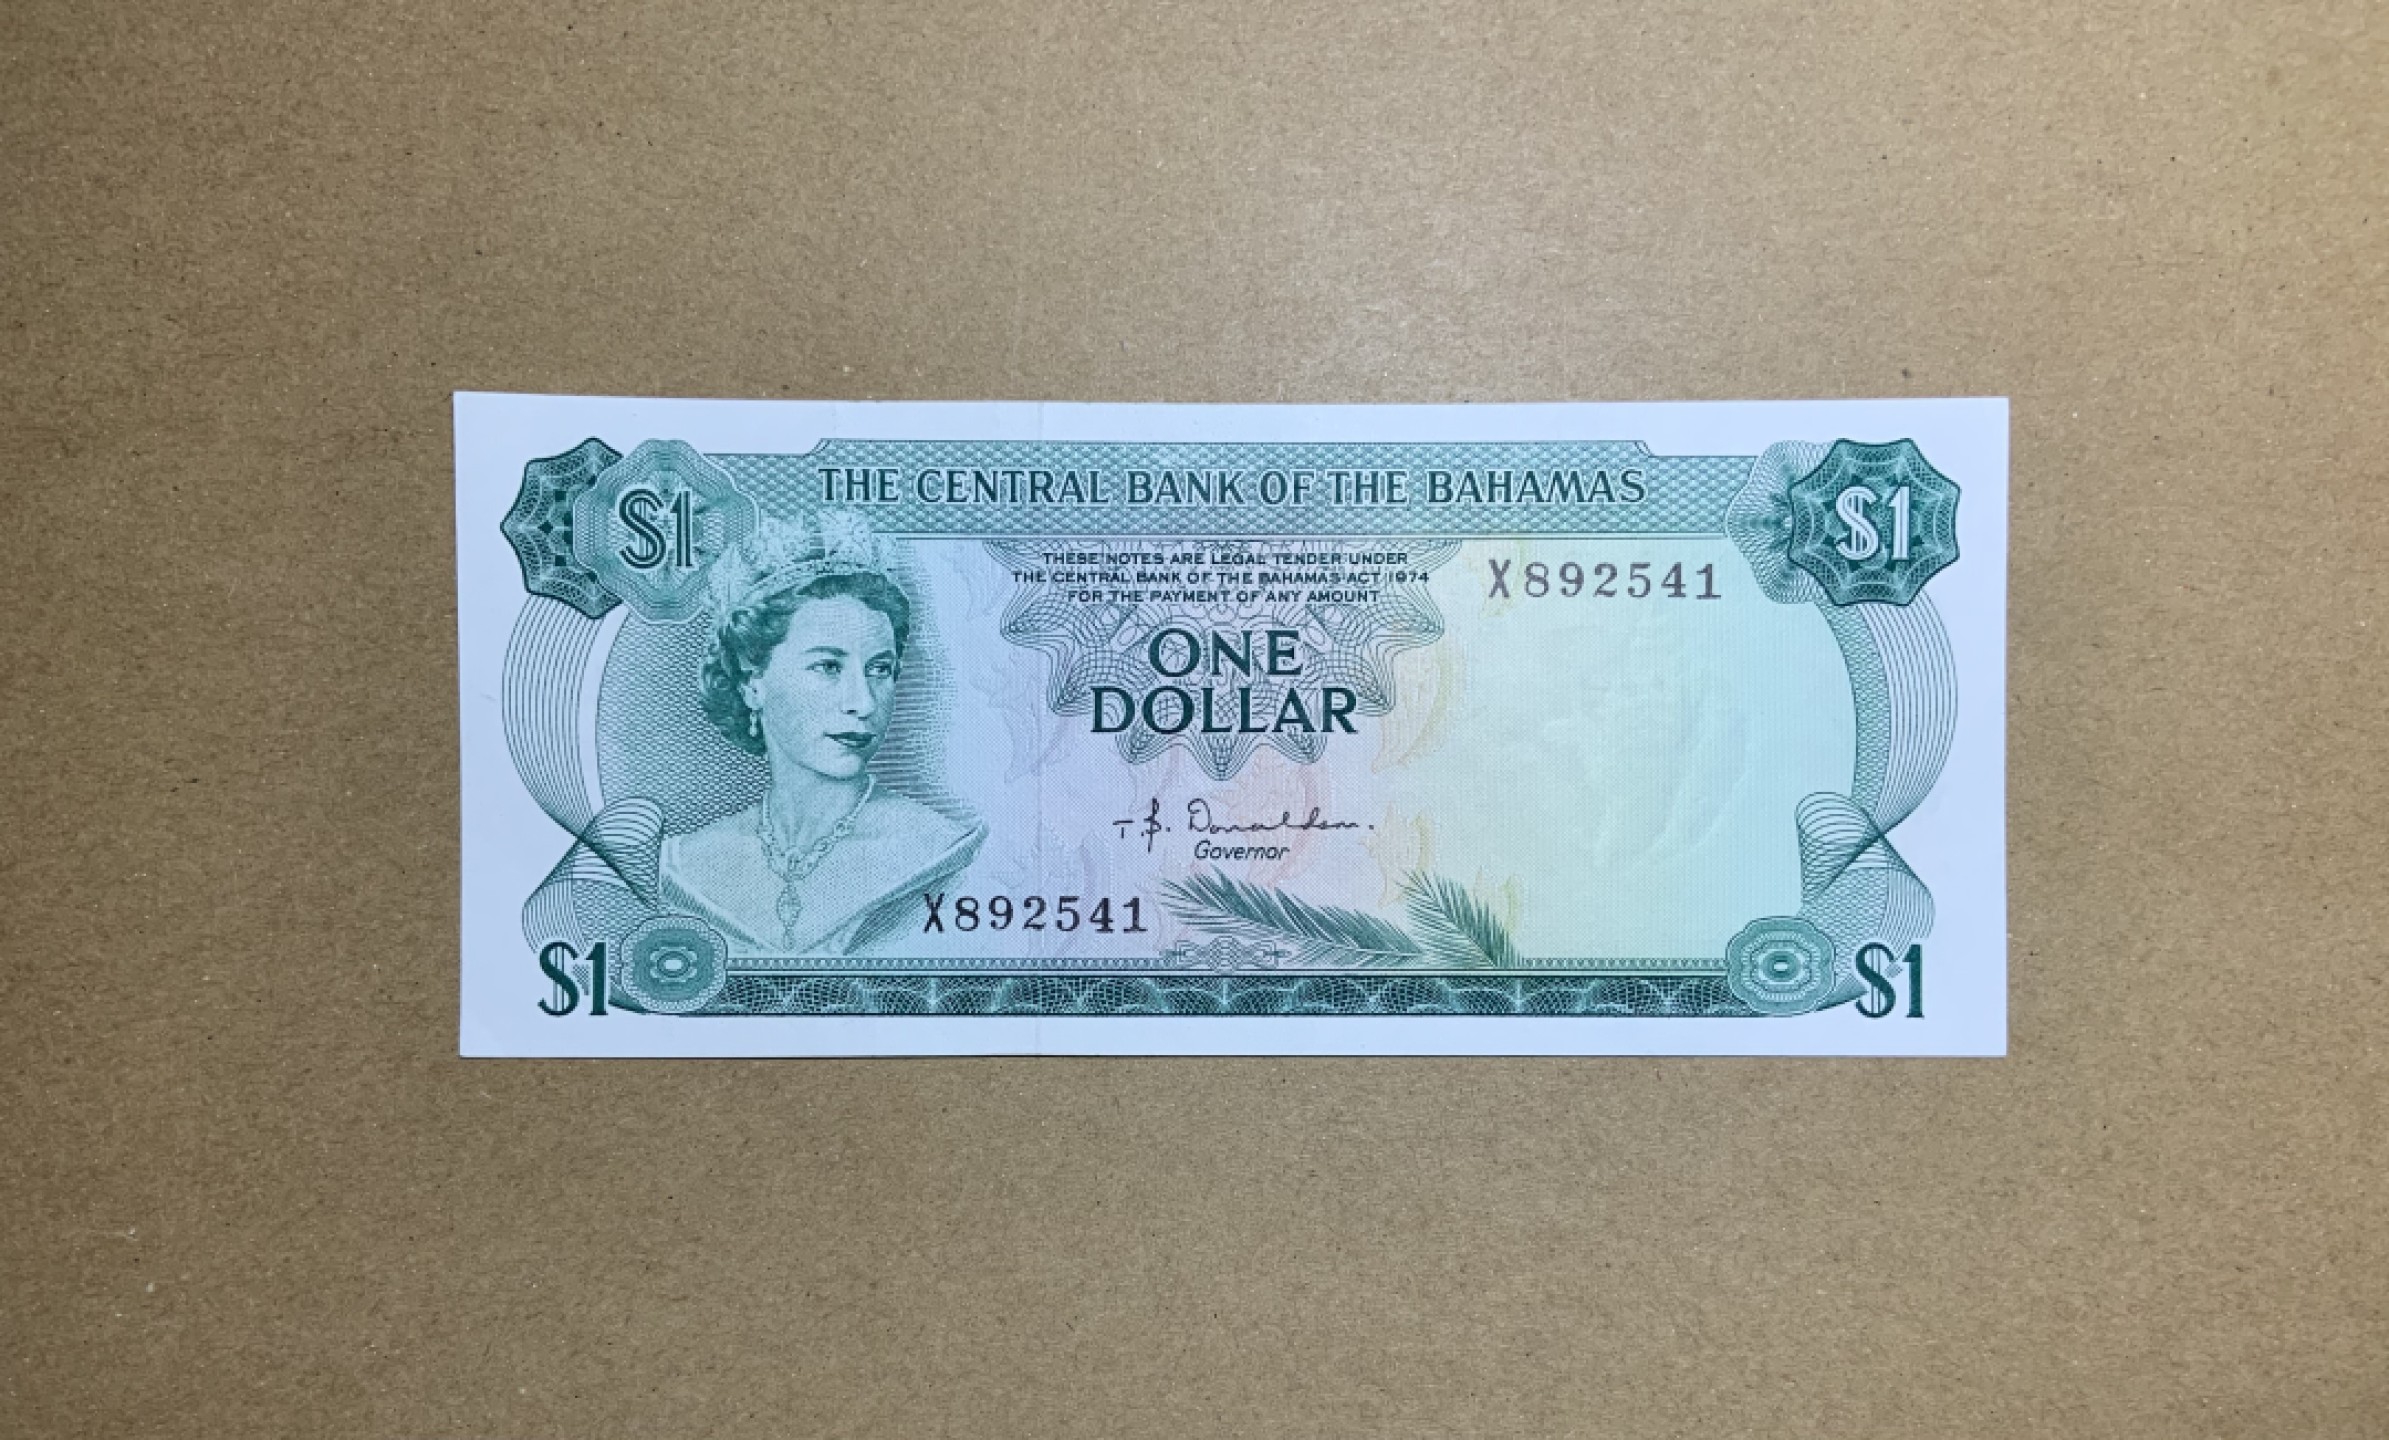 THE CENTRAL BANK OF THE BAHAMAS
$1
$1
THESE NOTES ARE LEGAL TENDER UNDER
THE CENTRAL BANK OF THE BAHAMAS ACT 1974
FOR THE PAYMENT OF ANY AMOUNT
X892541
ONE
DOLLAR
T.B. Donaldson.
Governor
X892541
$1
$1